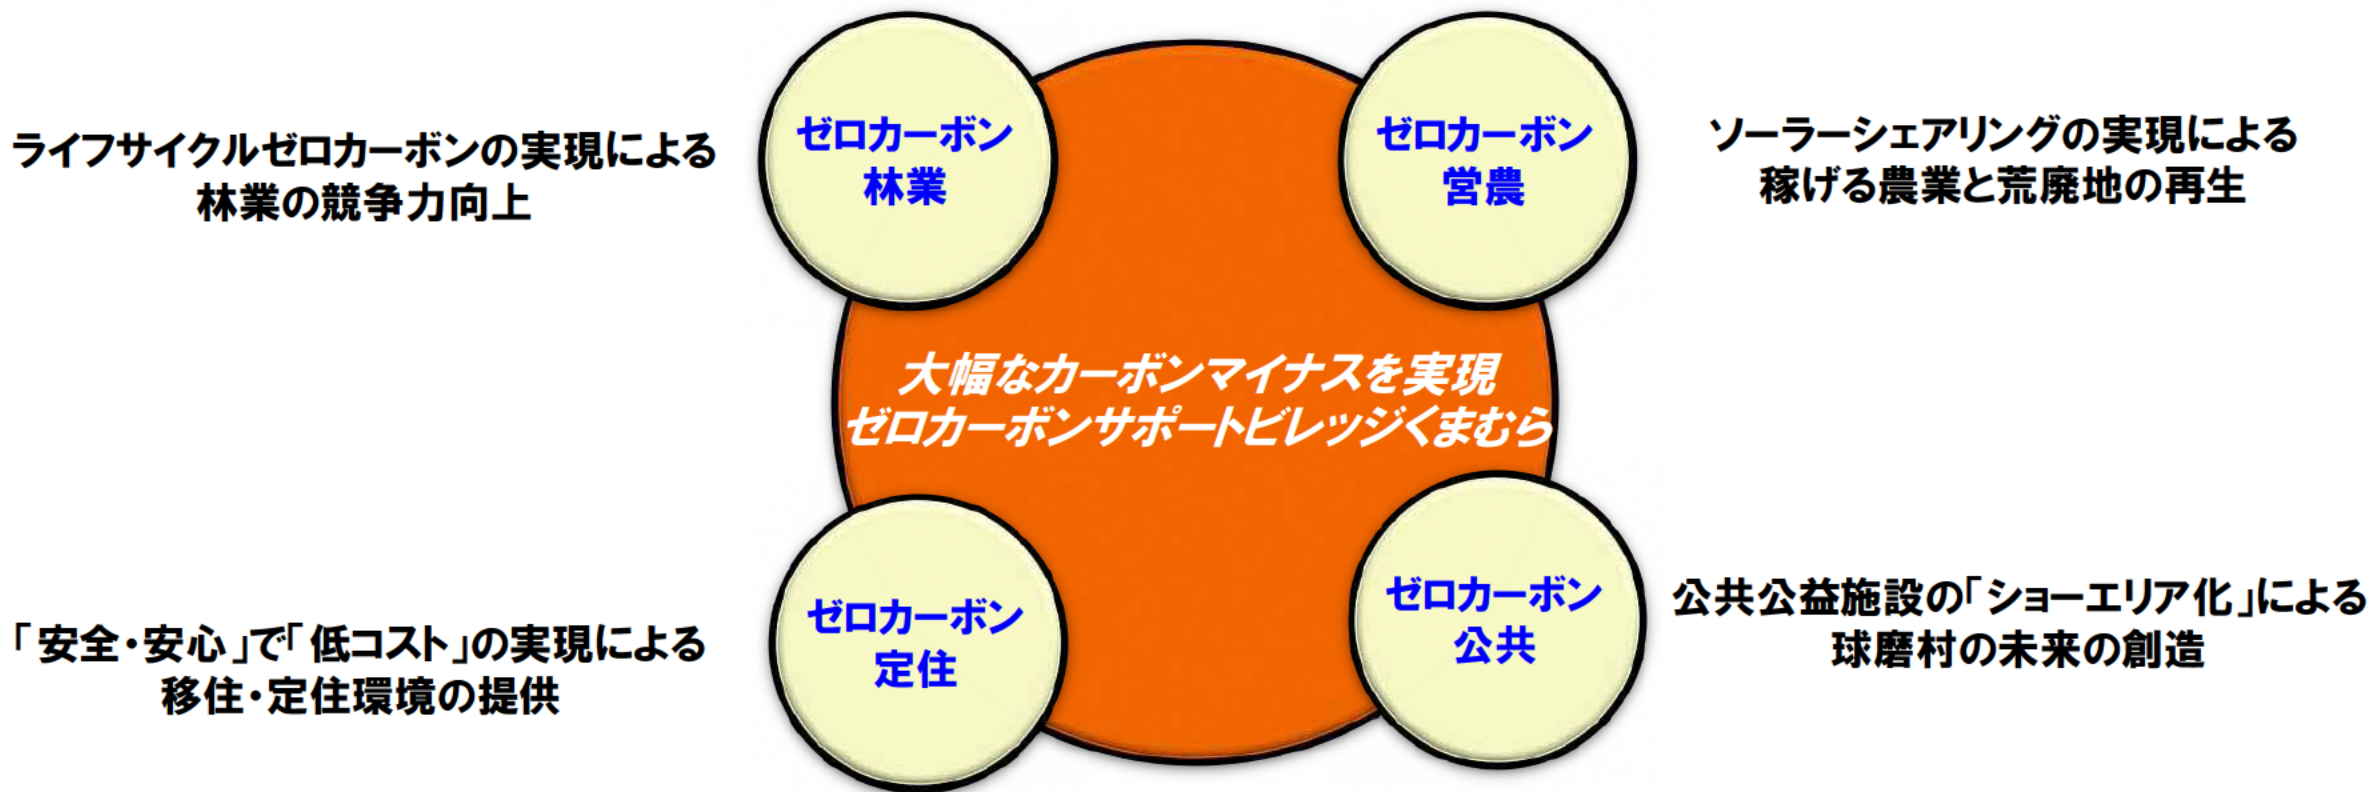 ライフサイクルゼロカーボンの実現による
林業の競争力向上
ゼロカーボン
林業
ゼロカーボン
営農
ソーラーシェアリングの実現による
稼げる農業と荒廃地の再生
大幅なカーボンマイナスを実現
ゼロカーボンサポートビレッジくまむら
「安全・安心」で「低コスト」の実現による
移住・定住環境の提供
ゼロカーボン
定住
ゼロカーボン
公共
公共公益施設の「ショーエリア化」による
球磨村の未来の創造